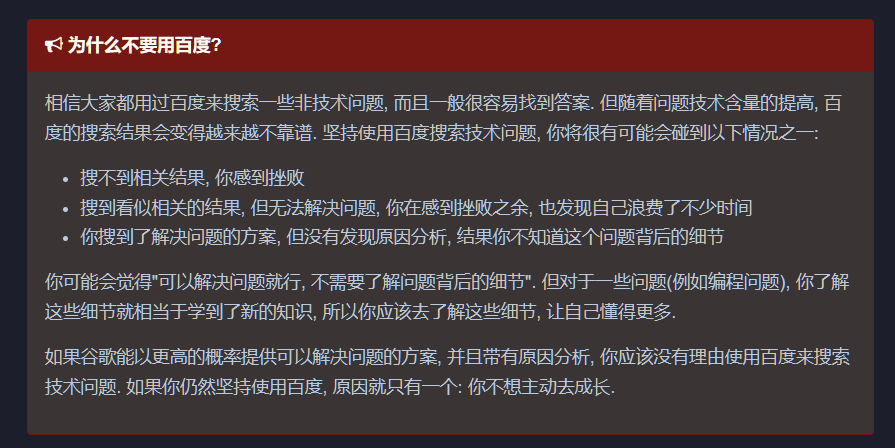 为什么不要用百度?
相信大家都用过百度来搜索一些非技术问题, 而且一般很容易找到答案. 但随着问题技术含量的提高, 百
度的搜索结果会变得越来越不靠谱. 坚持使用百度搜索技术问题, 你将很有可能会碰到以下情况之一:
• 搜不到相关结果, 你感到挫败
• 搜到看似相关的结果, 但无法解决问题, 你在感到挫败之余, 也发现自己浪费了不少时间
• 你搜到了解决问题的方案, 但没有发现原因分析, 结果你不知道这个问题背后的细节
你可能会觉得"可以解决问题就行, 不需要了解问题背后的细节". 但对于一些问题(例如编程问题), 你了解
这些细节就相当于学到了新的知识, 所以你应该去了解这些细节, 让自己懂得更多.
如果谷歌能以更高的概率提供可以解决问题的方案, 并且带有原因分析, 你应该没有理由使用百度来搜索
技术问题. 如果你仍然坚持使用百度, 原因就只有一个: 你不想主动去成长.